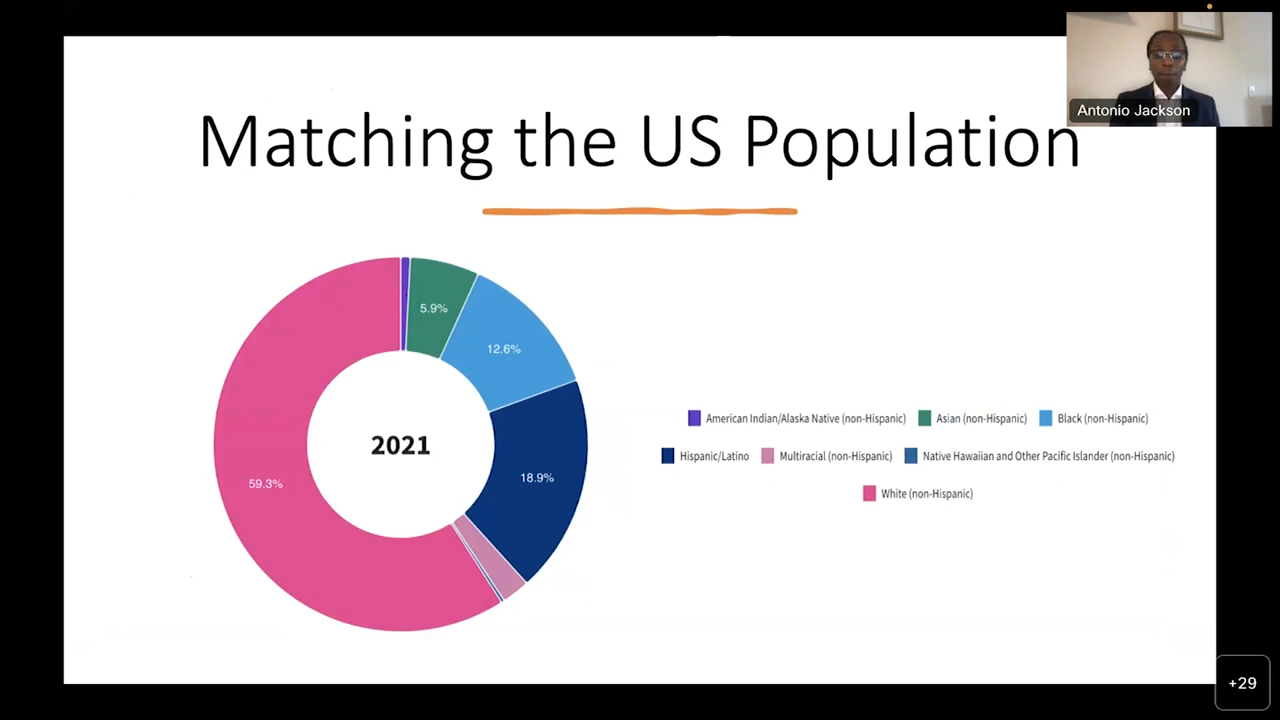 Matching the US Population
Antonio Jackson
5.9%
12.6%
18.9%
59.3%
2021
American Indian/Alaska Native (non-Hispanic) Asian (non-Hispanic) Black (non-Hispanic)
Hispanic/Latino Multiracial (non-Hispanic) Native Hawaiian and Other Pacific Islander (non-Hispanic)
White (non-Hispanic)
+29